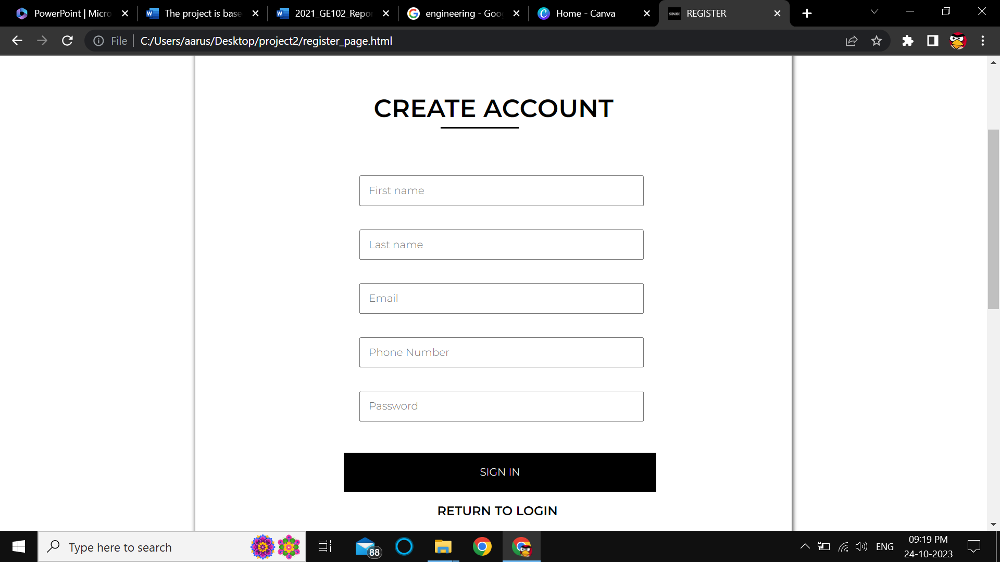 PowerPoint | Micro
The project is base
2021_GE102_Repo
engineering - Goo
Home - Canva
REGISTER
File
C:/Users/aarus/Desktop/project2/register_page.html
CREATE ACCOUNT
First name
Last name
Email
Phone Number
Password
SIGN IN
RETURN TO LOGIN
Type here to search
88
ENG
09:19 PM
24-10-2023